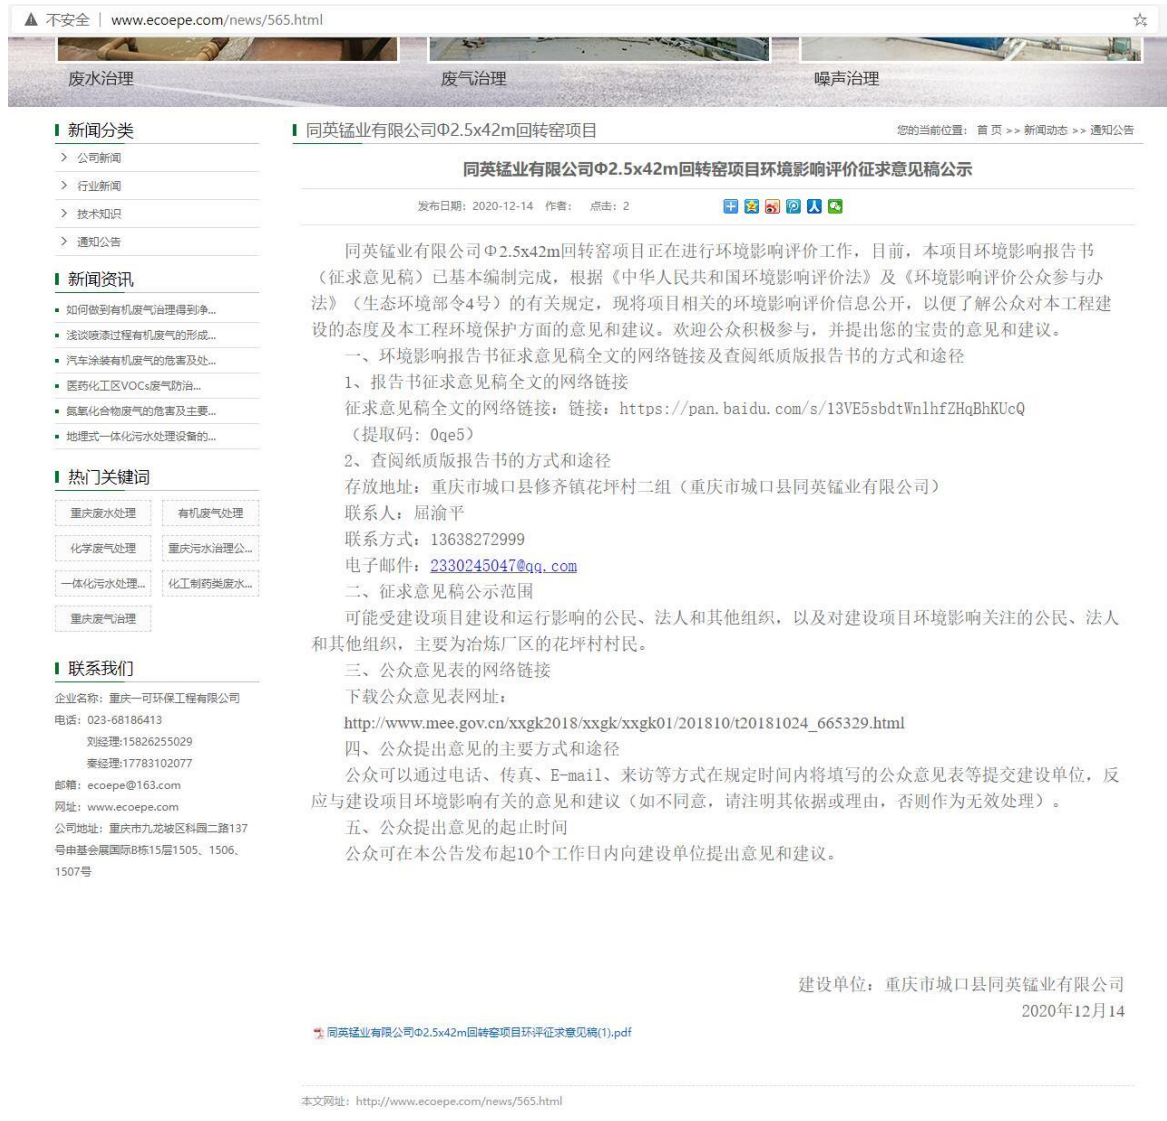 不安全 | www.ecoepe.com/news/565.html
废水治理
废气治理
噪声治理
新闻分类
公司新闻
行业新闻
技术知识
通知公告
新闻资讯
如何做到有机废气治理得到净...
浅谈喷漆过程有机废气的形成...
汽车涂装有机废气的危害及处...
医药化工区VOCs废气防治...
氮氧化合物废气的危害及主要...
地埋式一体化污水处理设备的...
热门关键词
重庆废水处理
有机废气处理
化学废气处理
重庆污水治理公...
一体化污水处理...
化工制药类废水...
重庆废气治理
联系我们
企业名称：重庆一可环保工程有限公司
电话：023-68186413
刘经理:15826255029
秦经理:17783102077
邮箱：ecoepe@163.com
网址：www.ecoepe.com
公司地址：重庆市九龙坡区科园二路137
号申基会展国际B栋15层1505、1506、
1507号
同英锰业有限公司Φ2.5x42m回转窑项目
您的当前位置： 首 页 >> 新闻动态 >> 通知公告
同英锰业有限公司Φ2.5x42m回转窑项目环境影响评价征求意见稿公示
发布日期：2020-12-14 作者： 点击：2
同英锰业有限公司Φ2.5x42m回转窑项目正在进行环境影响评价工作，目前，本项目环境影响报告书
（征求意见稿）已基本编制完成，根据《中华人民共和国环境影响评价法》及《环境影响评价公众参与办
法》（生态环境部令4号）的有关规定，现将项目相关的环境影响评价信息公开，以便了解公众对本工程建
设的态度及本工程环境保护方面的意见和建议。欢迎公众积极参与，并提出您的宝贵的意见和建议。
一、环境影响报告书征求意见稿全文的网络链接及查阅纸质版报告书的方式和途径
1、报告书征求意见稿全文的网络链接
征求意见稿全文的网络链接：链接：https://pan.baidu.com/s/13VE5sbdtWnlhfZHqBhKUcQ
（提取码: 0qe5）
2、查阅纸质版报告书的方式和途径
存放地址：重庆市城口县修齐镇花坪村二组（重庆市城口县同英锰业有限公司）
联系人：屈渝平
联系方式：13638272999
电子邮件：2330245047@qq.com
二、征求意见稿公示范围
可能受建设项目建设和运行影响的公民、法人和其他组织，以及对建设项目环境影响关注的公民、法人
和其他组织，主要为冶炼厂区的花坪村村民。
三、公众意见表的网络链接
下载公众意见表网址：
http://www.mee.gov.cn/xxgk2018/xxgk/xxgk01/201810/t20181024_665329.html
四、公众提出意见的主要方式和途径
公众可以通过电话、传真、E-mail、来访等方式在规定时间内将填写的公众意见表等提交建设单位，反
应与建设项目环境影响有关的意见和建议（如不同意，请注明其依据或理由，否则作为无效处理）。
五、公众提出意见的起止时间
公众可在本公告发布起10个工作日内向建设单位提出意见和建议。
建设单位：重庆市城口县同英锰业有限公司
2020年12月14
同英锰业有限公司Φ2.5x42m回转窑项目环评征求意见稿(1).pdf
本文网址：http://www.ecoepe.com/news/565.html